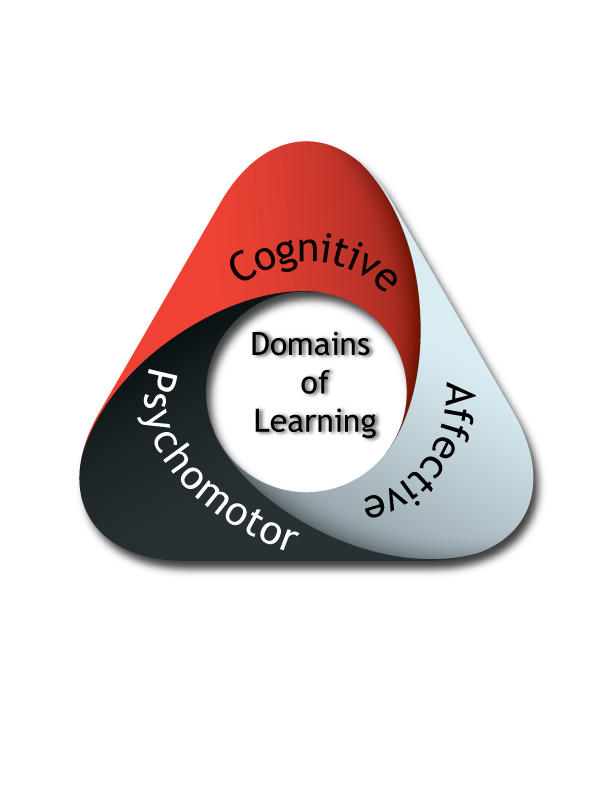 Cognitive
Domains
of
Learning
Psychomotor
Affective